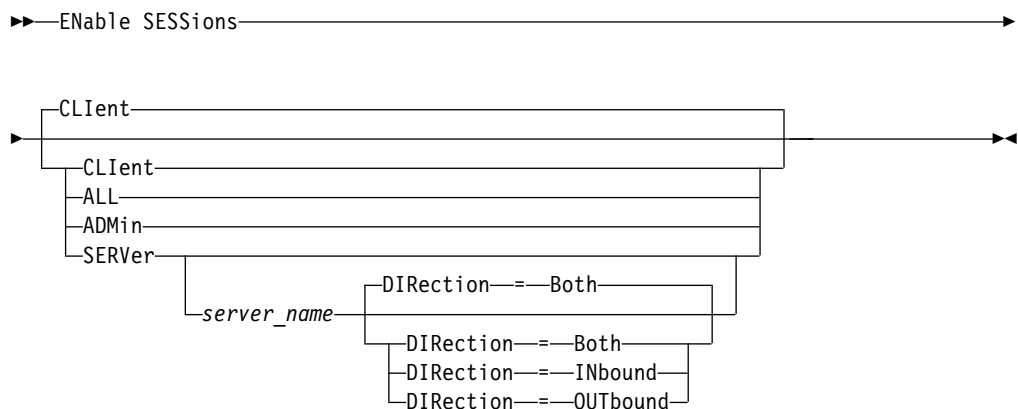 ENable SESSions
CLIent
CLIent
ALL
ADMin
SERVer
DIRection = Both
server_name
DIRection = Both
DIRection = INbound
DIRection = OUTbound